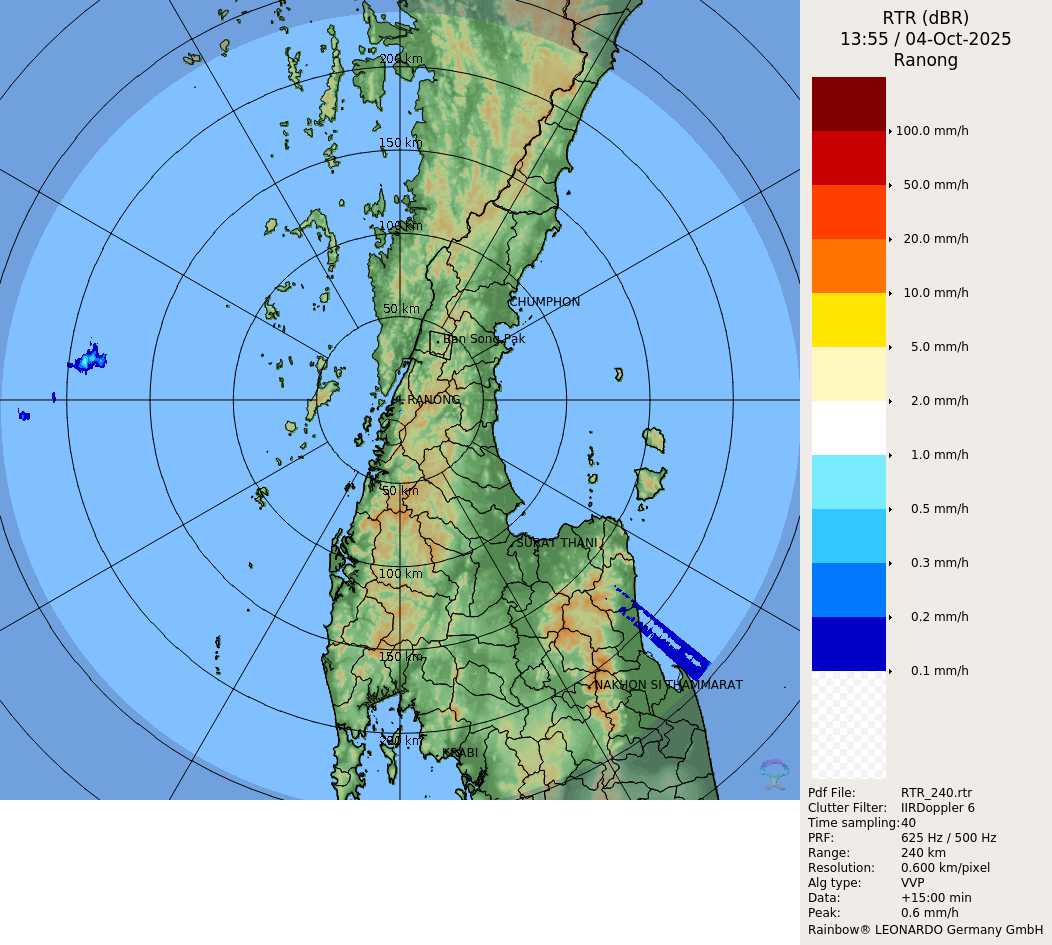 RTR (dBR)
13:55 / 04-Oct-2025
Ranong
200 km
150 km
100 km
50 km
CHUMPHON
Ban Song Pak
RANONG
50 km
SURAT THANI
100 km
150 km
NAKHON SI THAMMARAT
200 km
KRABI
100.0 mm/h
50.0 mm/h
20.0 mm/h
10.0 mm/h
5.0 mm/h
2.0 mm/h
1.0 mm/h
0.5 mm/h
0.3 mm/h
0.2 mm/h
0.1 mm/h
Pdf File: RTR_240.rtr
Clutter Filter: IIRDoppler 6
Time sampling:40
PRF: 625 Hz / 500 Hz
Range: 240 km
Resolution: 0.600 km/pixel
Alg type: VVP
Data: +15:00 min
Peak: 0.6 mm/h
Rainbow® LEONARDO Germany GmbH